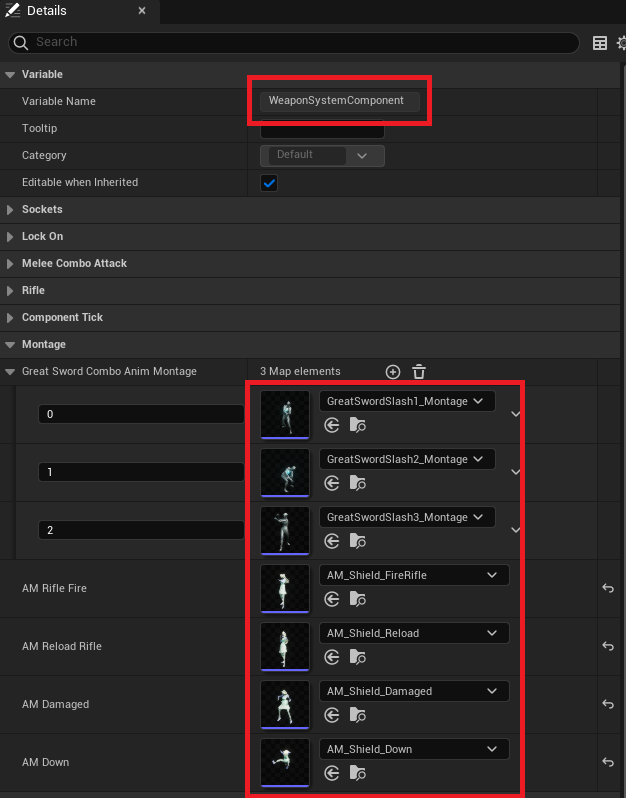 Details
Search
Variable
Variable Name WeaponSystemComponent
Tooltip
Category Default
Editable when Inherited
Sockets
Lock On
Melee Combo Attack
Rifle
Component Tick
Montage
Great Sword Combo Anim Montage 3 Map elements
0 GreatSwordSlash1_Montage
1 GreatSwordSlash2_Montage
2 GreatSwordSlash3_Montage
AM Rifle Fire AM_Shield_FireRifle
AM Reload Rifle AM_Shield_Reload
AM Damaged AM_Shield_Damaged
AM Down AM_Shield_Down